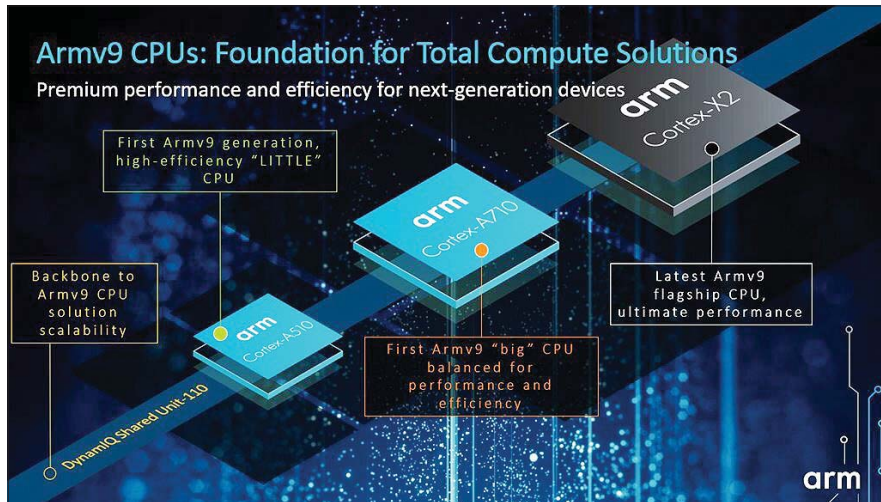 Armv9 CPUs: Foundation for Total Compute Solutions
Premium performance and efficiency for next-generation devices
arm
Cortex-X2
First Armv9 generation,
high-efficiency “LITTLE”
CPU
arm
Cortex-A710
Backbone to
Armv9 CPU
solution
scalability
Latest Armv9
flagship CPU,
ultimate performance
arm
Cortex-A510
First Armv9 “big” CPU
balanced for
performance and
efficiency
DynamIQ Shared Unit-110
arm